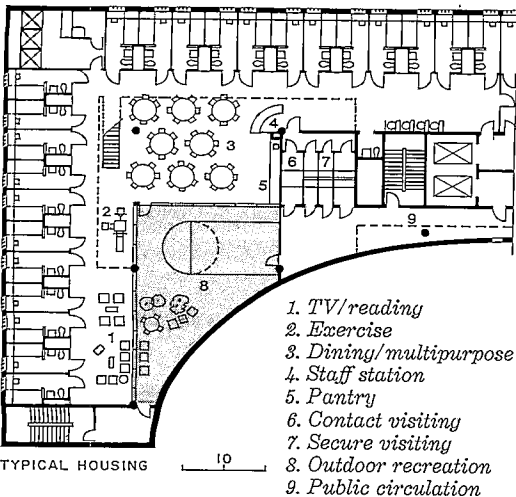 4
3
6 7
5
2
9
8
1
1. TV/reading
2. Exercise
3. Dining/multipurpose
4. Staff station
5. Pantry
6. Contact visiting
7. Secure visiting
8. Outdoor recreation
9. Public circulation
TYPICAL HOUSING 10